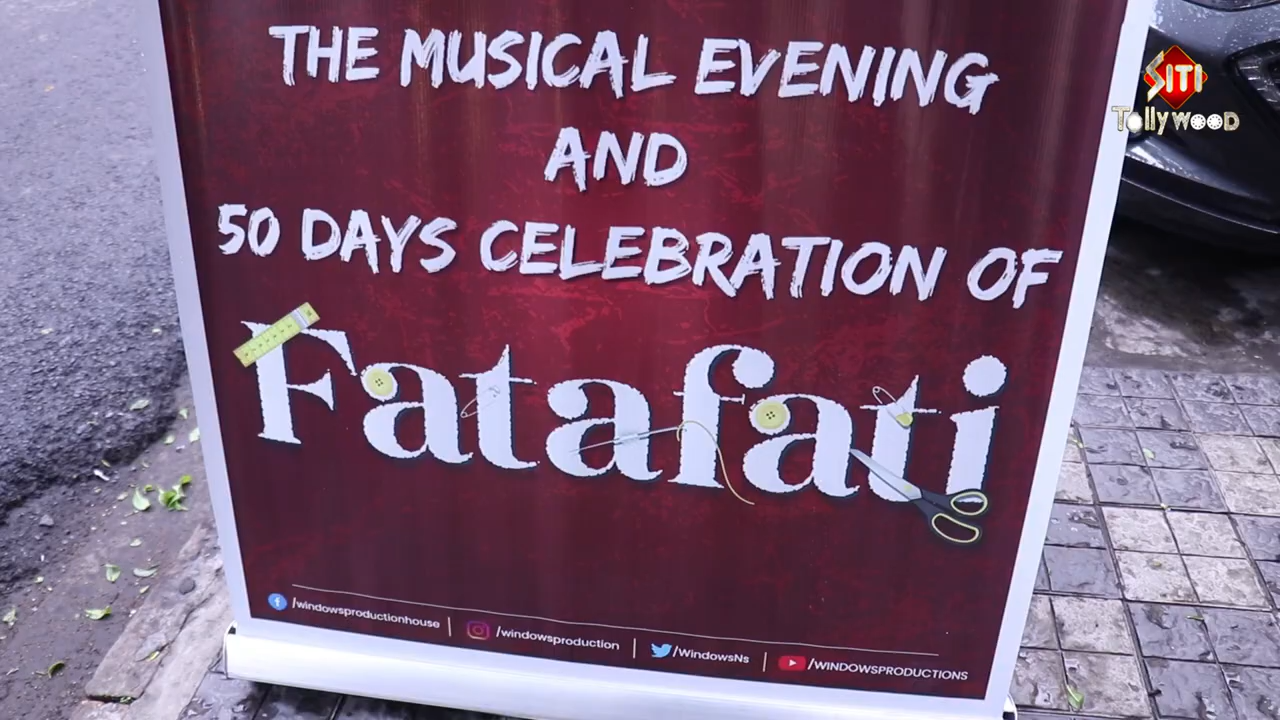 THE MUSICAL EVENING
AND
50 DAYS CELEBRATION OF
Fatafati
/windowsproductionhouse
/windowsproduction
/WindowsNs
/WINDOWSPRODUCTIONS
SITI
Tollywood